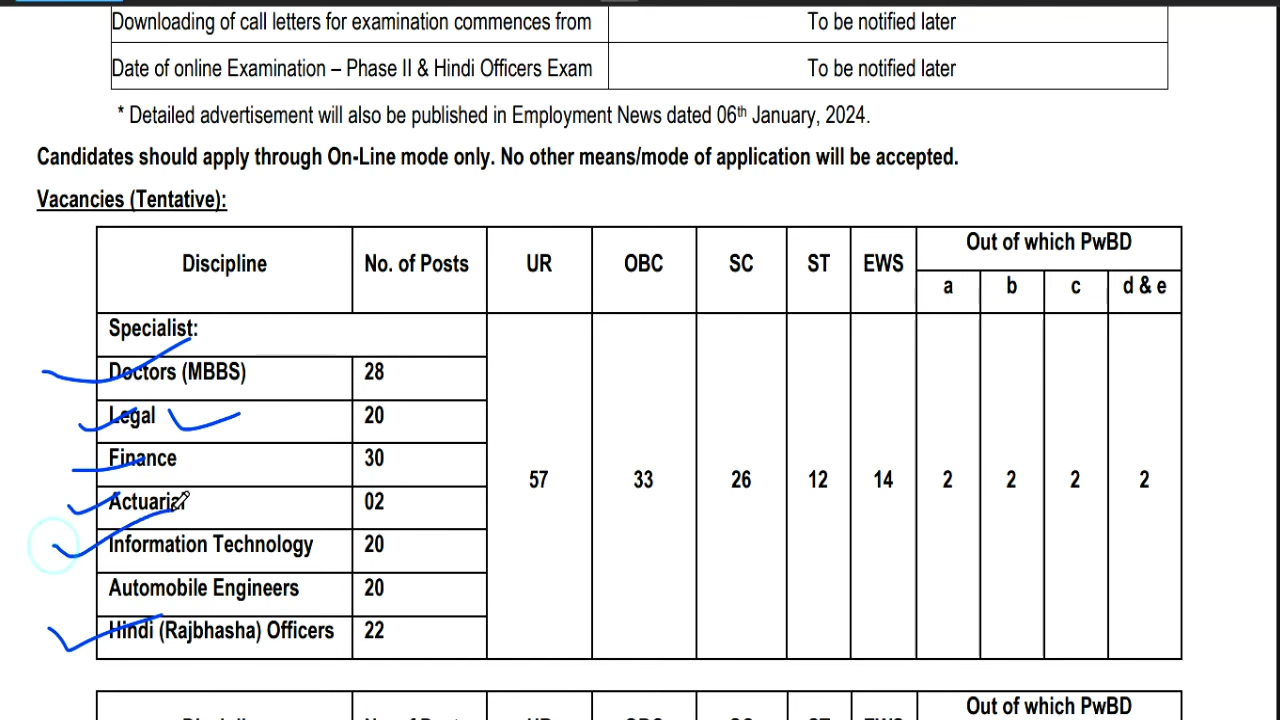 Downloading of call letters for examination commences from To be notified later
Date of online Examination – Phase II & Hindi Officers Exam To be notified later
* Detailed advertisement will also be published in Employment News dated 06th January, 2024.
Candidates should apply through On-Line mode only. No other means/mode of application will be accepted.
Vacancies (Tentative):
Discipline No. of Posts UR OBC SC ST EWS Out of which PwBD
a b c d & e
Specialist:
Doctors (MBBS) 28
Legal 20
Finance 30
57 33 26 12 14 2 2 2 2
Actuarial 02
Information Technology 20
Automobile Engineers 20
Hindi (Rajbhasha) Officers 22
Out of which PwBD